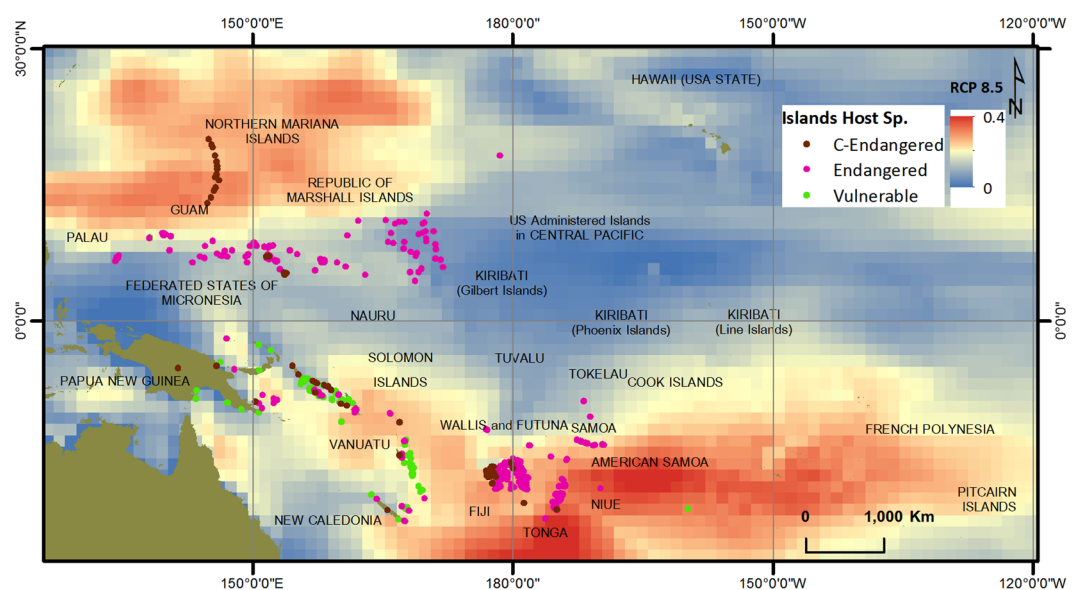 150°0'0"E
180°0'0"
150°0'0"W
120°0'0"W
30°0'0"N
HAWAII (USA STATE)
RCP 8.5
N
Islands Host Sp.
C-Endangered
Endangered
Vulnerable
0.4
0
NORTHERN MARIANA
ISLANDS
REPUBLIC OF
MARSHALL ISLANDS
GUAM
PALAU
US Administered Islands
in CENTRAL PACIFIC
FEDERATED STATES OF
MICRONESIA
KIRIBATI
(Gilbert Islands)
NAURU
KIRIBATI
(Phoenix Islands)
KIRIBATI
(Line Islands)
0°0'0"
0°0'0"
SOLOMON
ISLANDS
TUVALU
TOKELAU
COOK ISLANDS
PAPUA NEW GUINEA
WALLIS and FUTUNA
SAMOA
FRENCH POLYNESIA
VANUATU
AMERICAN SAMOA
NEW CALEDONIA
FIJI
NIUE
PITCAIRN
ISLANDS
TONGA
0
1,000 Km
150°0'0"E
180°0'0"
150°0'0"W
120°0'0"W